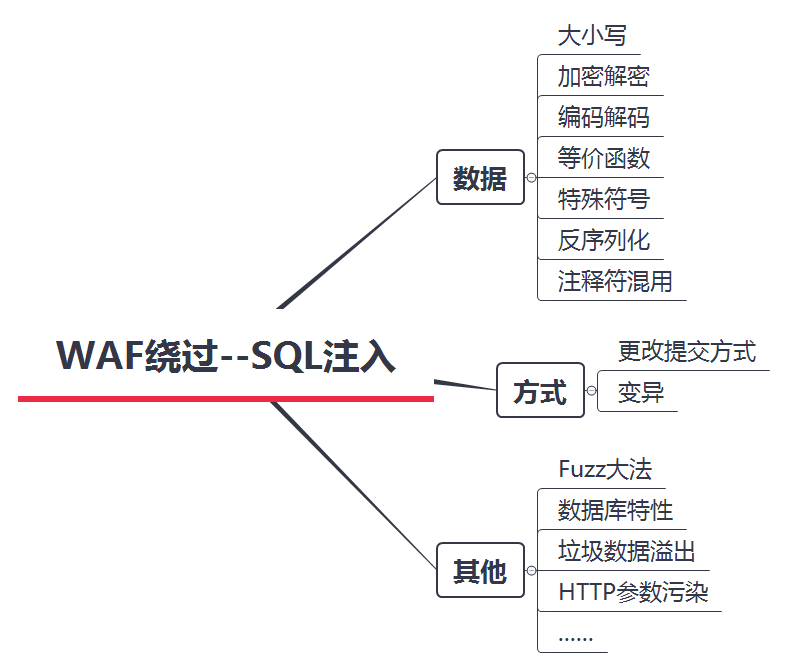 WAF绕过--SQL注入
数据
大小写
加密解密
编码解码
等价函数
特殊符号
反序列化
注释符混用
方式
更改提交方式
变异
其他
Fuzz大法
数据库特性
垃圾数据溢出
HTTP参数污染
……